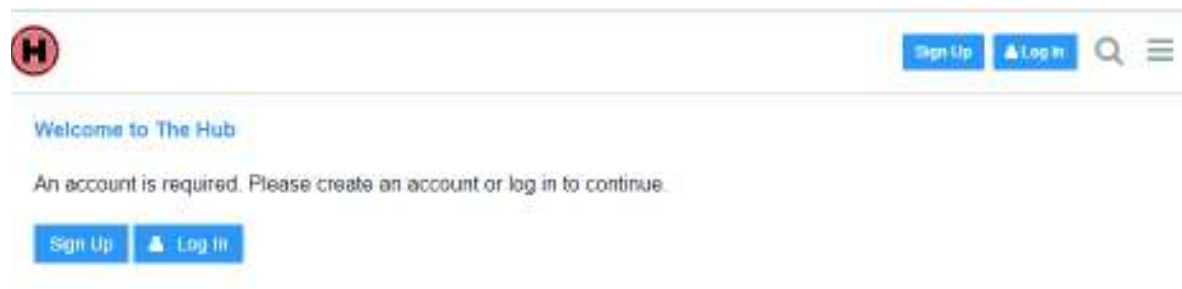 H
Sign Up Log In
Welcome to The Hub
An account is required. Please create an account or log in to continue.
Sign Up Log In